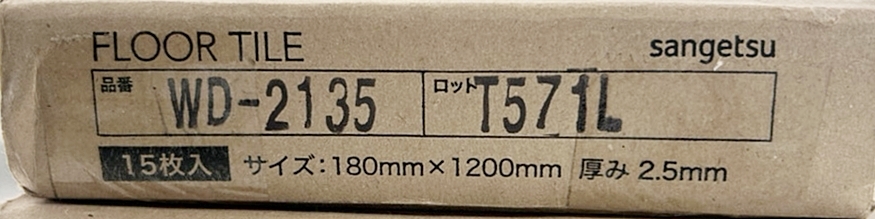 FLOOR TILE sangetsu
品番 WD-2135 ロット T571L
15枚入 サイズ:180mm×1200mm 厚み 2.5mm